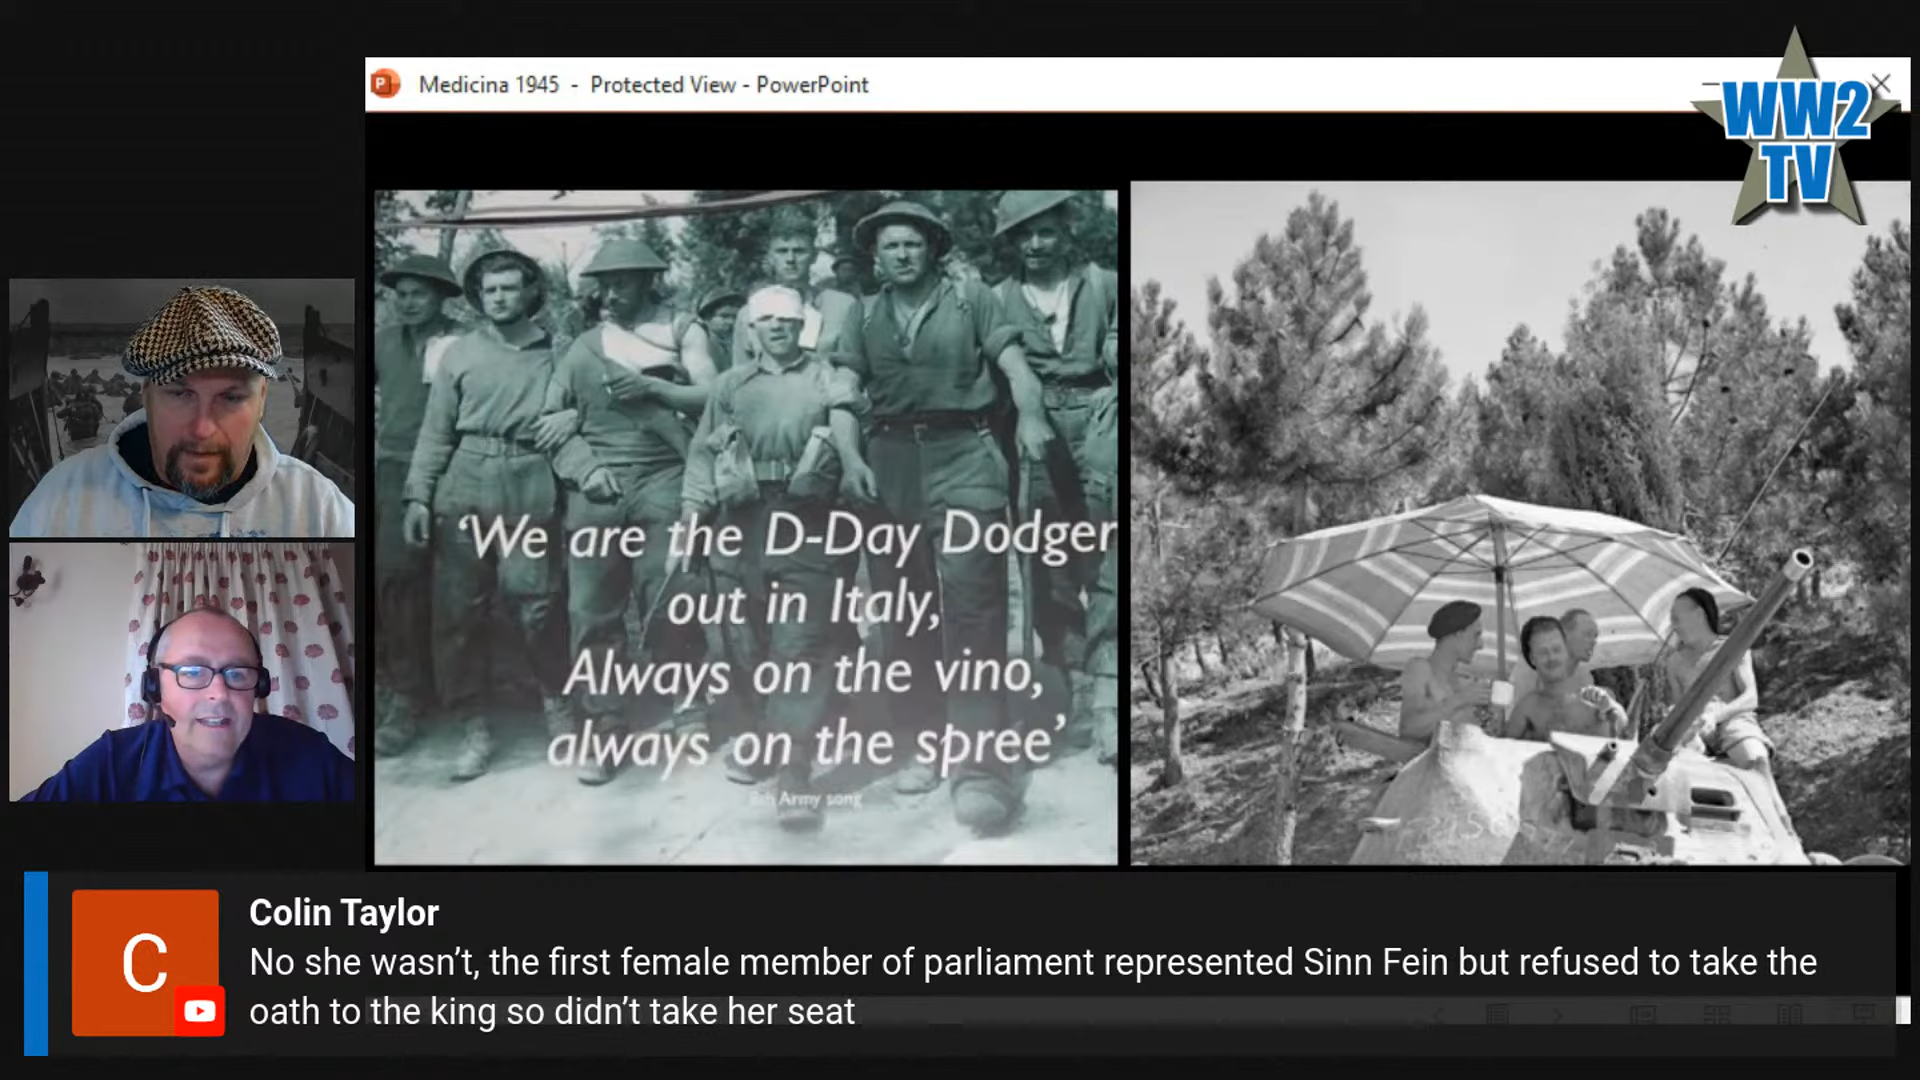 Medicina 1945 - Protected View - PowerPoint
WW2
TV
‘We are the D-Day Dodger
out in Italy,
Always on the vino,
always on the spree’
8th Army song
C
Colin Taylor
No she wasn’t, the first female member of parliament represented Sinn Fein but refused to take the
oath to the king so didn’t take her seat